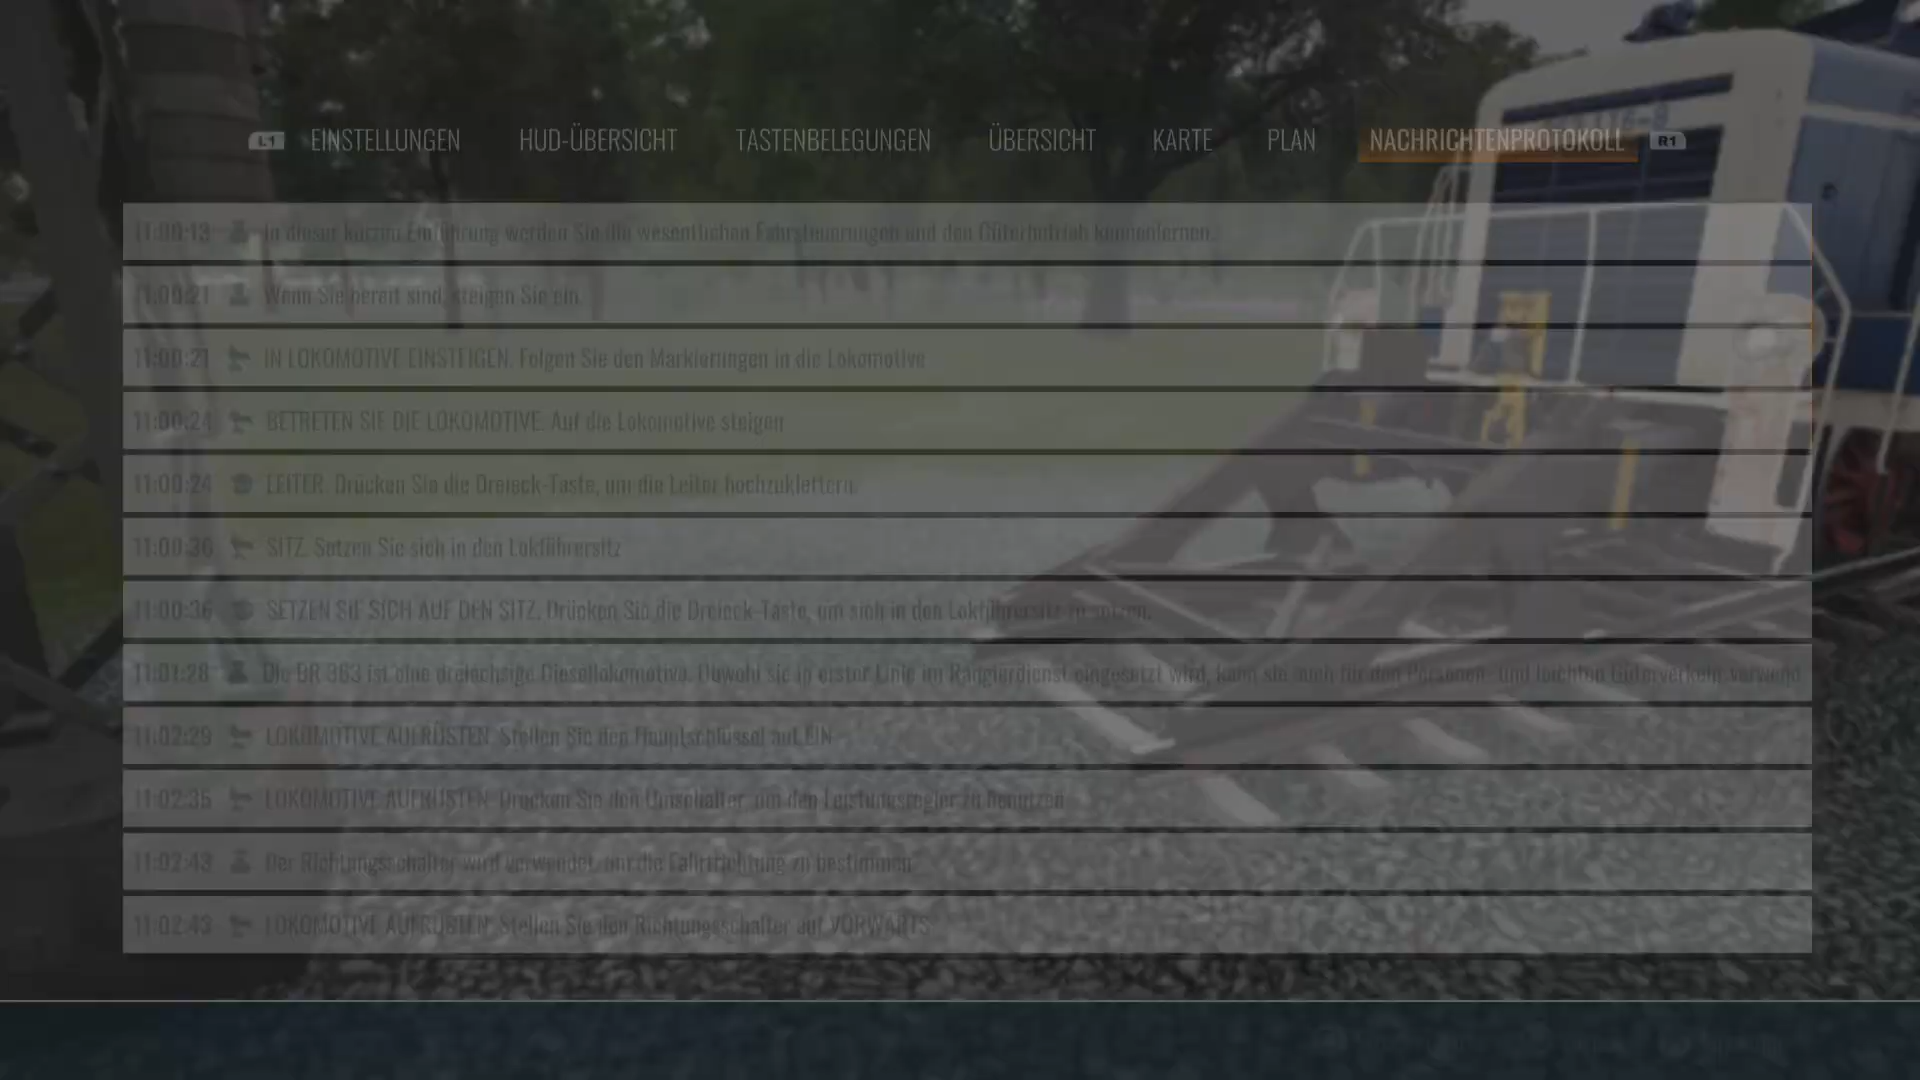 L1 EINSTELLUNGEN HUD-ÜBERSICHT TASTENBELEGUNGEN ÜBERSICHT KARTE PLAN NACHRICHTENPROTOKOLL R1
11:00:13 In dieser kurzen Einführung werden Sie die wesentlichen Fahrsteuerungen und den Güterbetrieb kennenlernen.
11:00:21 Wenn Sie bereit sind, steigen Sie ein.
11:00:21 IN LOKOMOTIVE EINSTEIGEN. Folgen Sie den Markierungen in die Lokomotive
11:00:24 BETRETEN SIE DIE LOKOMOTIVE. Auf die Lokomotive steigen
11:00:24 LEITER. Drücken Sie die Dreieck-Taste, um die Leiter hochzuklettern.
11:00:36 SITZ. Setzen Sie sich in den Lokführersitz
11:00:36 SETZEN SIE SICH AUF DEN SITZ. Drücken Sie die Dreieck-Taste, um sich in den Lokführersitz zu setzen.
11:01:28 Die BR 363 ist eine dreiachsige Diesellokomotive. Obwohl sie in erster Linie im Rangierdienst eingesetzt wird, kann sie auch für den Personen- und leichten Güterverkehr verwend
11:02:29 LOKOMOTIVE AUFRÜSTEN. Stellen Sie den Hauptschlüssel auf EIN
11:02:35 LOKOMOTIVE AUFRÜSTEN. Drücken Sie den Umschalter, um den Leistungsregler zu benutzen
11:02:43 Der Richtungsschalter wird verwendet, um die Fahrtrichtung zu bestimmen
11:02:43 LOKOMOTIVE AUFRÜSTEN. Stellen Sie den Richtungsschalter auf VORWÄRTS